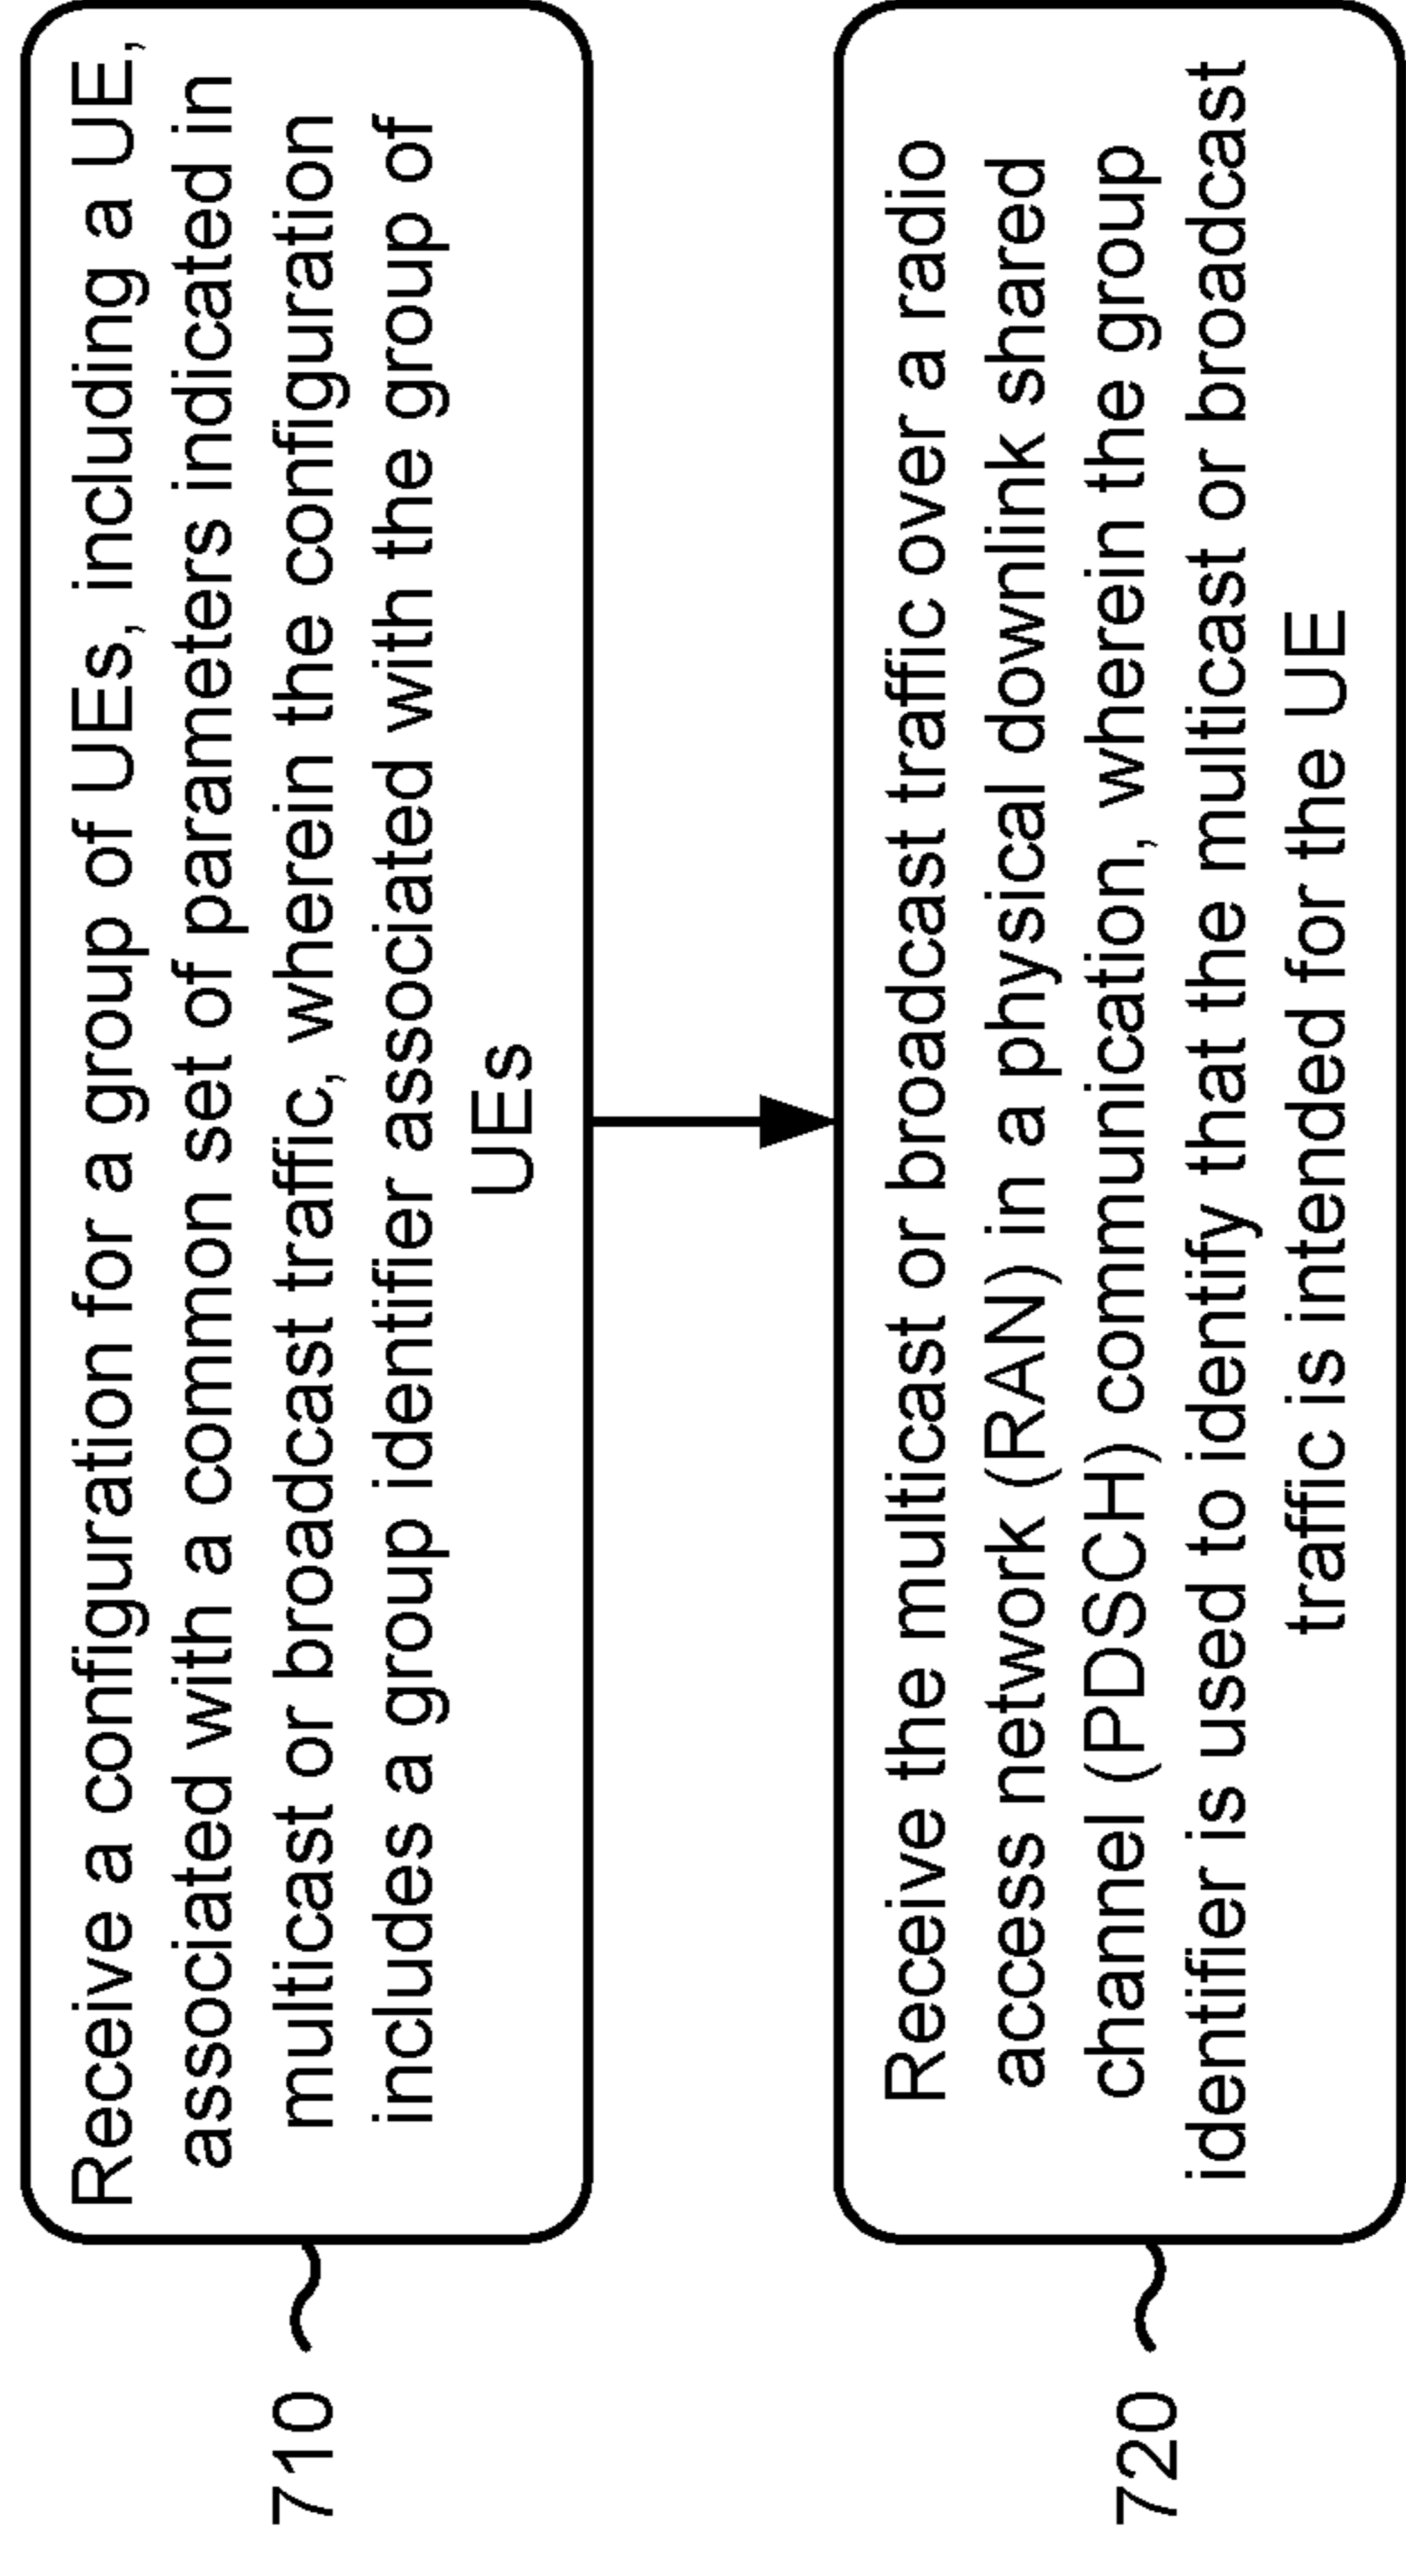 710
Receive a configuration for a group of UEs, including a UE,
associated with a common set of parameters indicated in
multicast or broadcast traffic, wherein the configuration
includes a group identifier associated with the group of
UEs
720
Receive the multicast or broadcast traffic over a radio
access network (RAN) in a physical downlink shared
channel (PDSCH) communication, wherein the group
identifier is used to identify that the multicast or broadcast
traffic is intended for the UE